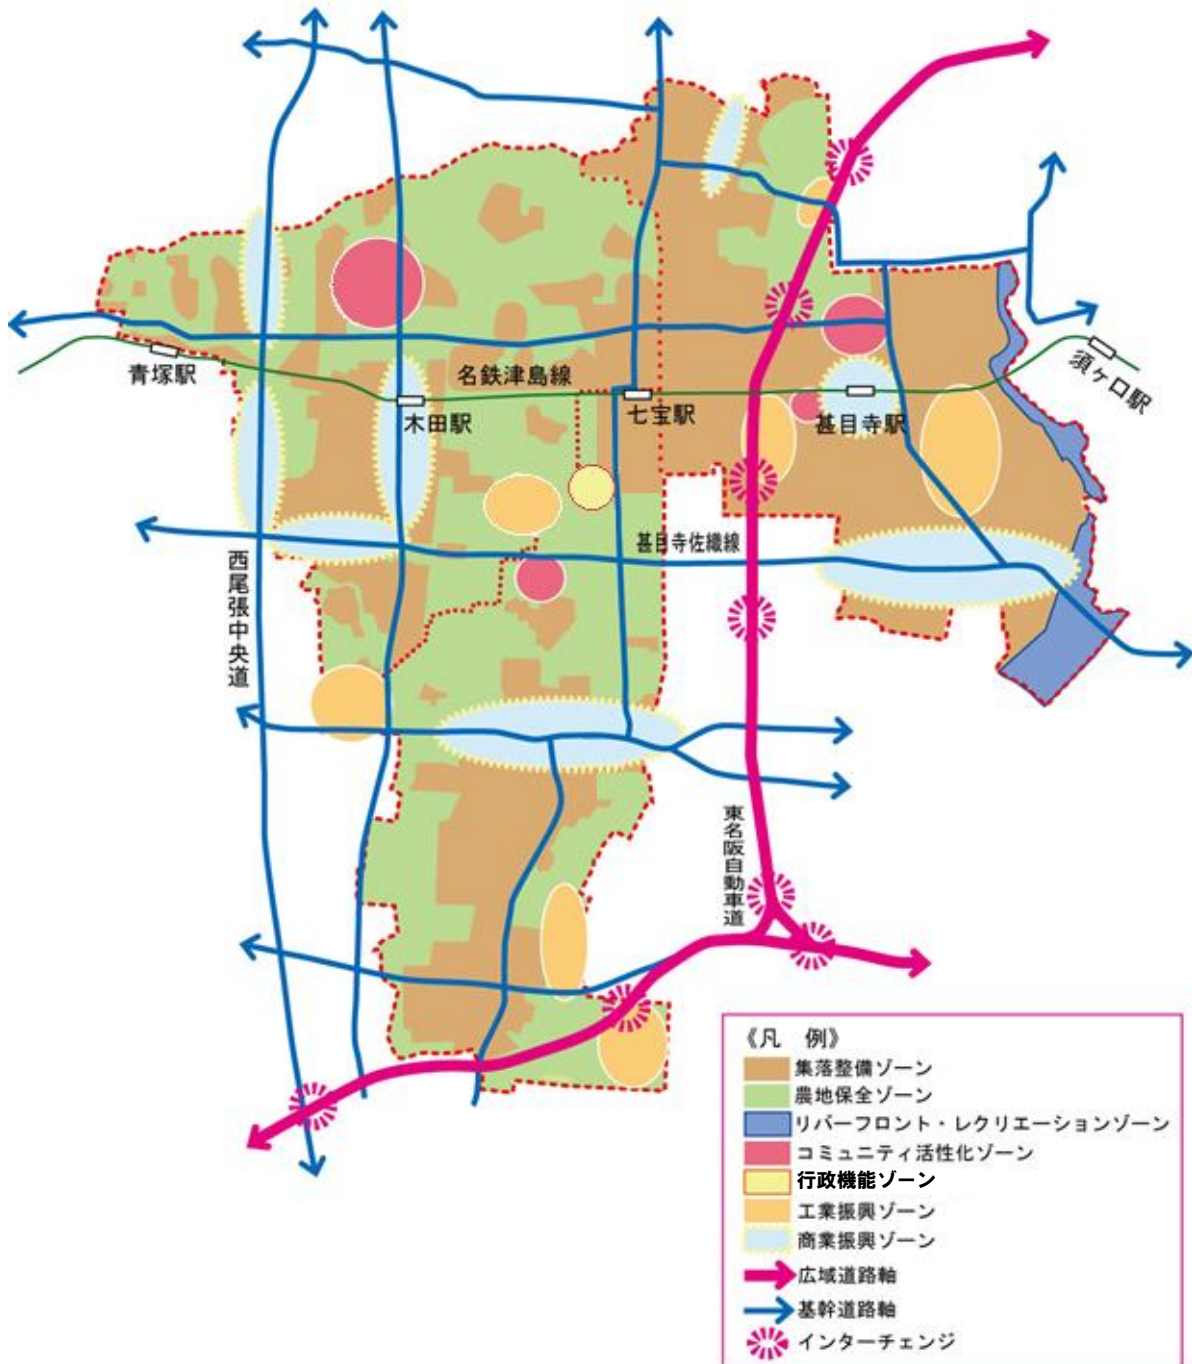 名鉄津島線
青塚駅
木田駅
七宝駅
甚目寺駅
須ヶ口駅
甚目寺佐織線
西尾張中央道
東名阪自動車道
《凡 例》
集落整備ゾーン
農地保全ゾーン
リバーフロント・レクリエーションゾーン
コミュニティ活性化ゾーン
行政機能ゾーン
工業振興ゾーン
商業振興ゾーン
広域道路軸
基幹道路軸
インターチェンジ